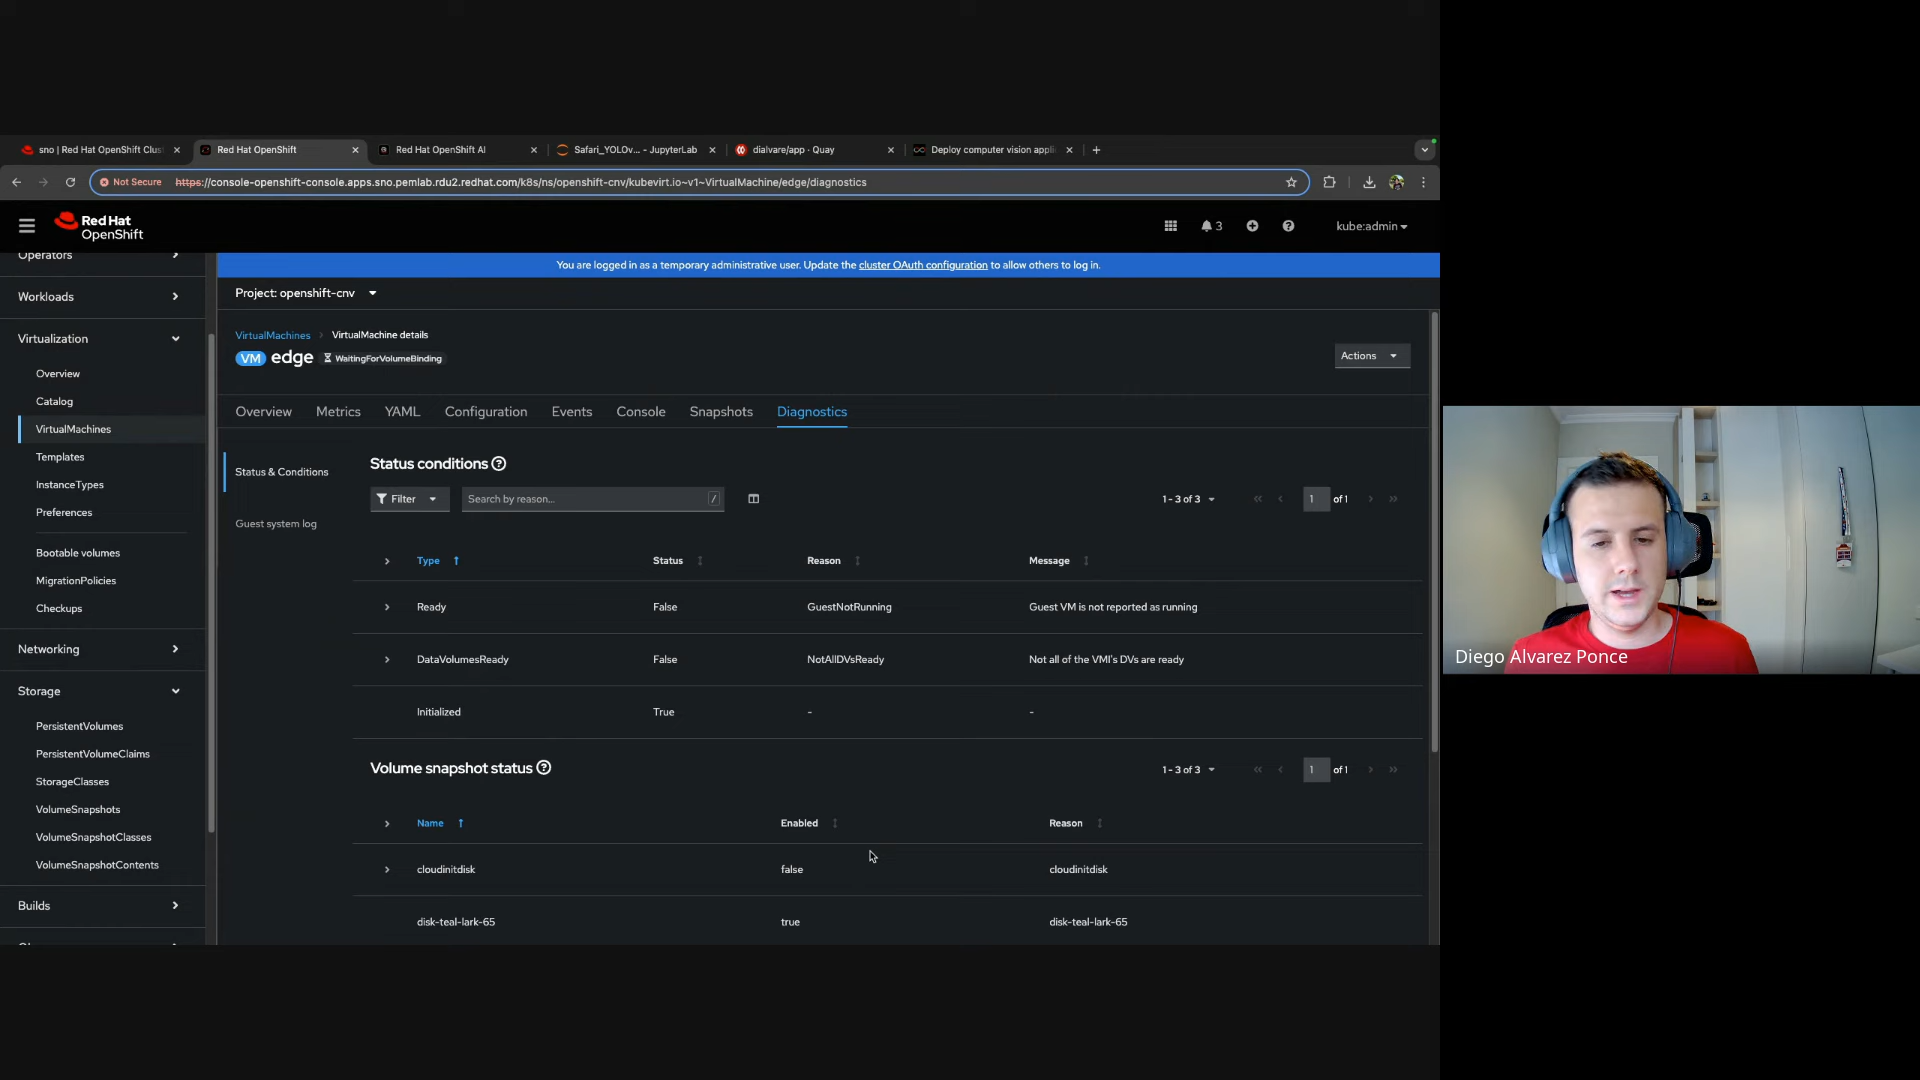 sno | Red Hat OpenShift Clus
Red Hat OpenShift
Red Hat OpenShift AI
Safari_YOLOv... - JupyterLab
dialvare/app · Quay
Deploy computer vision appli
Not Secure
https://console-openshift-console.apps.sno.pemlab.rdu2.redhat.com/k8s/ns/openshift-cnv/kubevirt.io~v1~VirtualMachine/edge/diagnostics
Red Hat
OpenShift
3
kube:admin
You are logged in as a temporary administrative user. Update the cluster OAuth configuration to allow others to log in.
Operators
Workloads
Virtualization
Overview
Catalog
VirtualMachines
Templates
InstanceTypes
Preferences
Bootable volumes
MigrationPolicies
Checkups
Networking
Storage
PersistentVolumes
PersistentVolumeClaims
StorageClasses
VolumeSnapshots
VolumeSnapshotClasses
VolumeSnapshotContents
Builds
Project: openshift-cnv
VirtualMachines VirtualMachine details
VM edge WaitingForVolumeBinding
Actions
Overview Metrics YAML Configuration Events Console Snapshots Diagnostics
Status & Conditions
Guest system log
Status conditions
Filter Search by reason... / 1 - 3 of 3 1 of 1
Type Status Reason Message
Ready False GuestNotRunning Guest VM is not reported as running
DataVolumesReady False NotAllDVsReady Not all of the VMI's DVs are ready
Initialized True - -
Volume snapshot status 1 - 3 of 3 1 of 1
Name Enabled Reason
cloudinitdisk false cloudinitdisk
disk-teal-lark-65 true disk-teal-lark-65
Diego Alvarez Ponce